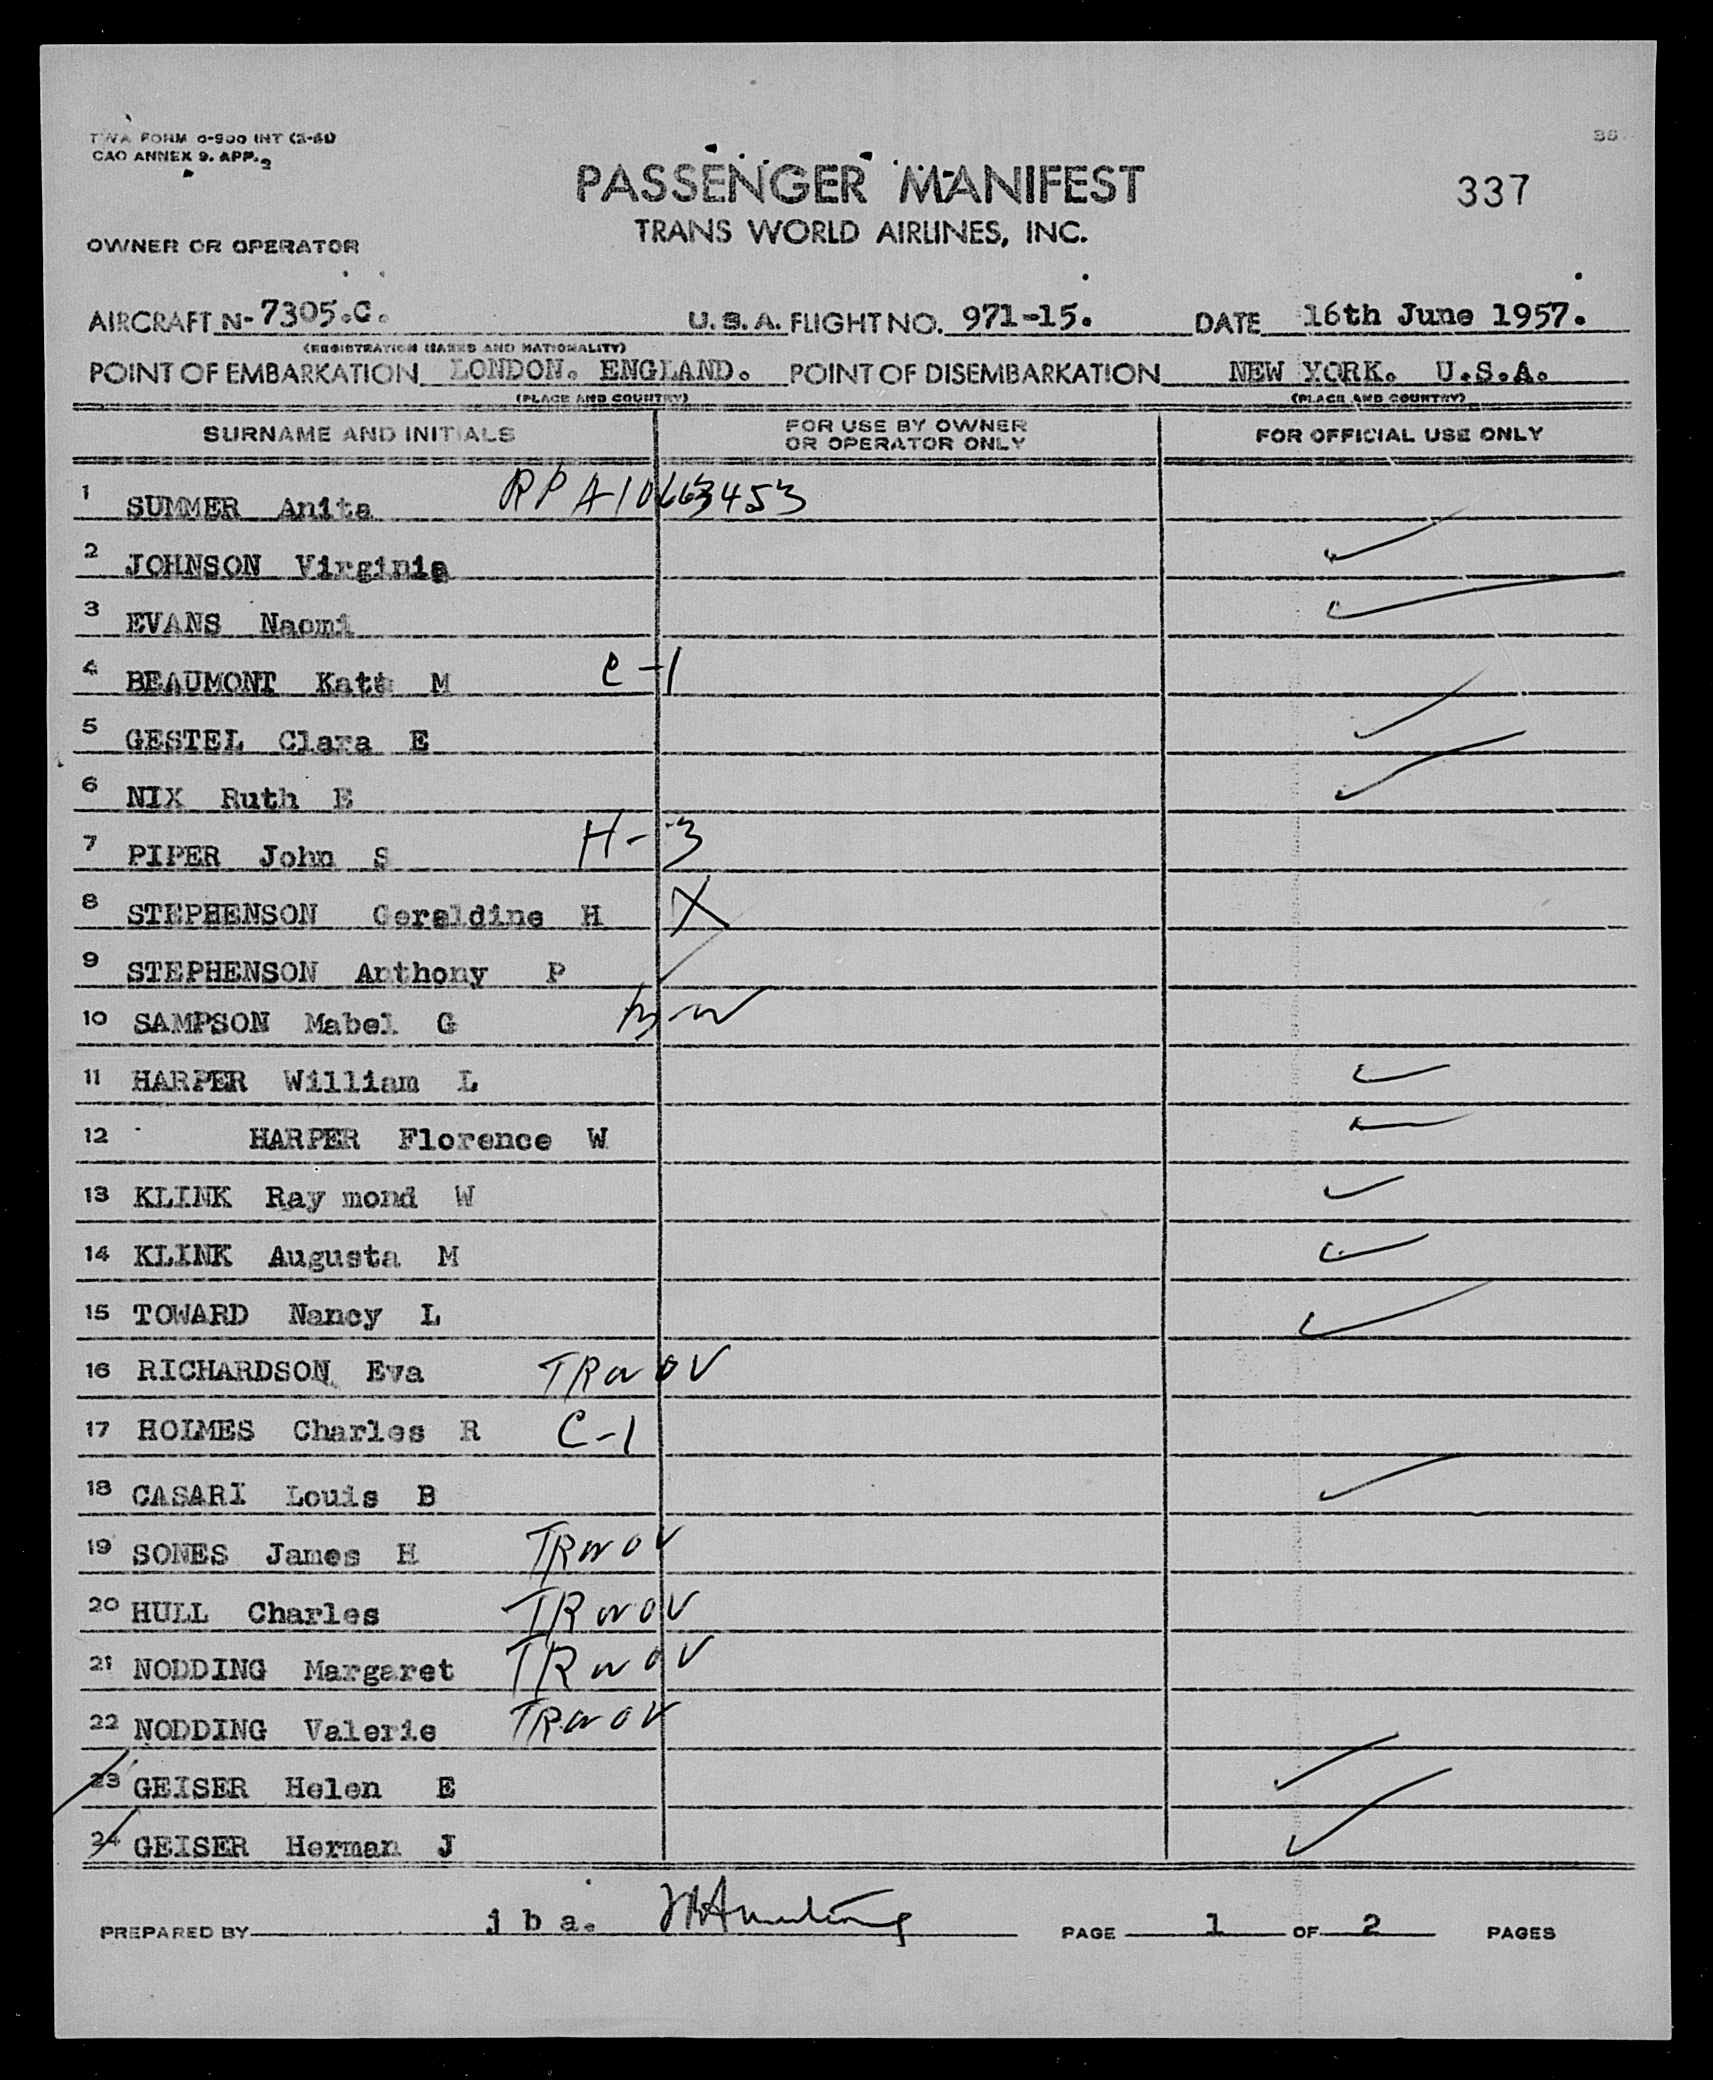 TWA FORM 0-900 INT (2-51)
CAO ANNEX 9. APP. 2
PASSENGER MANIFEST
337
TRANS WORLD AIRLINES, INC.
OWNER OR OPERATOR
AIRCRAFT N-7305.C. U.S.A. FLIGHT NO. 971-15. DATE 16th June 1957.
(REGISTRATION MARKS AND NATIONALITY)
POINT OF EMBARKATION LONDON. ENGLAND. POINT OF DISEMBARKATION NEW YORK. U.S.A.
(PLACE AND COUNTRY) (PLACE AND COUNTRY)
SURNAME AND INITIALS FOR USE BY OWNER OR OPERATOR ONLY FOR OFFICIAL USE ONLY
1 SUMMER Anita RPA-10663453
2 JOHNSON Virginia
3 EVANS Naomi
4 BEAUMONT Kate M C-1
5 GESTEL Clara E
6 NIX Ruth E
7 PIPER John S H-3
8 STEPHENSON Geraldine H X
9 STEPHENSON Anthony P
10 SAMPSON Mabel G
11 HARPER William L
12 HARPER Florence W
13 KLINK Ray mond W
14 KLINK Augusta M
15 TOWARD Nancy L
16 RICHARDSON Eva TRWOV
17 HOLMES Charles R C-1
18 CASARI Louis B
19 SONES James H TRWOV
20 HULL Charles TRWOV
21 NODDING Margaret TRWOV
22 NODDING Valerie TRWOV
23 GEISER Helen E
24 GEISER Herman J
PREPARED BY j b a. PAGE 1 OF 2 PAGES